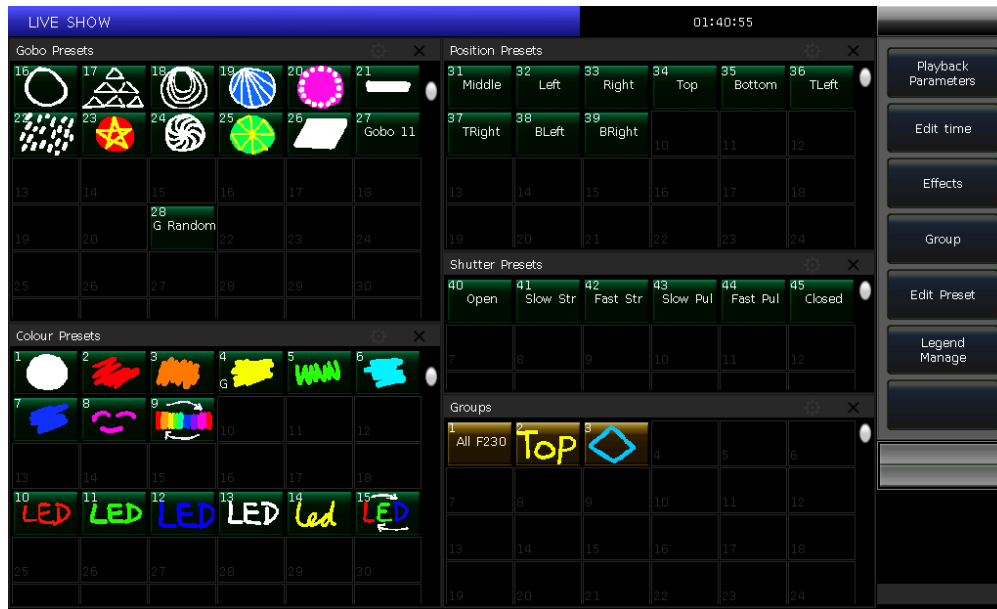 LIVE SHOW
01:40:55
Gobo Presets
16 17 18 19 20 21
22 23 24 25 26 27
Gobo 11
13 14 15 16 17 18
28
G Random
19 20 22 23 24
25 26 27 28 29 30
Colour Presets
1 2 3 4 5 6
G
7 8 9 10 11 12
13 14 15 16 17 18
10 11 12 13 14 15
LED LED LED LED Led LED
25 26 27 28 29 30
Position Presets
31 32 33 34 35 36
Middle Left Right Top Bottom TLeft
37 38 39
TRight BLeft BRight
10 11 12
13 14 15 16 17 18
19 20 21 22 23 24
Shutter Presets
40 41 42 43 44 45
Open Slow Str Fast Str Slow Pul Fast Pul Closed
7 8 9 10 11 12
Groups
1 2 3
All F230 TOP
4 5 6
7 8 9 10 11 12
13 14 15 16 17 18
19 20 21 22 23 24
Playback
Parameters
Edit time
Effects
Group
Edit Preset
Legend
Manage